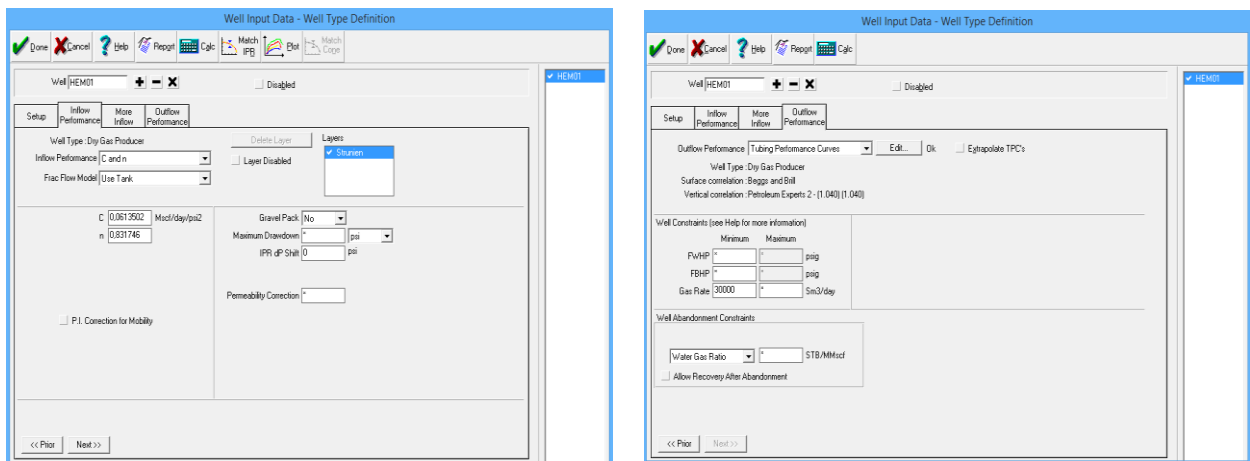 Well Input Data - Well Type Definition
Done Cancel Help Report Calc Match IPR Plot Match Cone
Well HEM01 Disabled
HEM01
Setup Inflow Performance More Inflow Outflow Performance
Well Type : Dry Gas Producer
Inflow Performance C and n
Frac Flow Model Use Tank
Delete Layer
Layer Disabled
Layers
Strunien
C 0,0613502 Mscf/day/psi2
n 0,831746
Gravel Pack No
Maximum Drawdown * psi
IPR dP Shift 0 psi
Permeability Correction *
P.I. Correction for Mobility
<< Prior Next >>
Well Input Data - Well Type Definition
Done Cancel Help Report Calc
Well HEM01 Disabled
HEM01
Setup Inflow Performance More Inflow Outflow Performance
Outflow Performance Tubing Performance Curves Edit... Ok Extrapolate TPC's
Well Type : Dry Gas Producer
Surface correlation : Beggs and Brill
Vertical correlation : Petroleum Experts 2 - (1.040) (1.040)
Well Constraints (see Help for more information)
Minimum Maximum
FWHP * * psig
FBHP * * psig
Gas Rate 30000 * Sm3/day
Well Abandonment Constraints
Water Gas Ratio * STB/MMscf
Allow Recovery After Abandonment
<< Prior Next >>